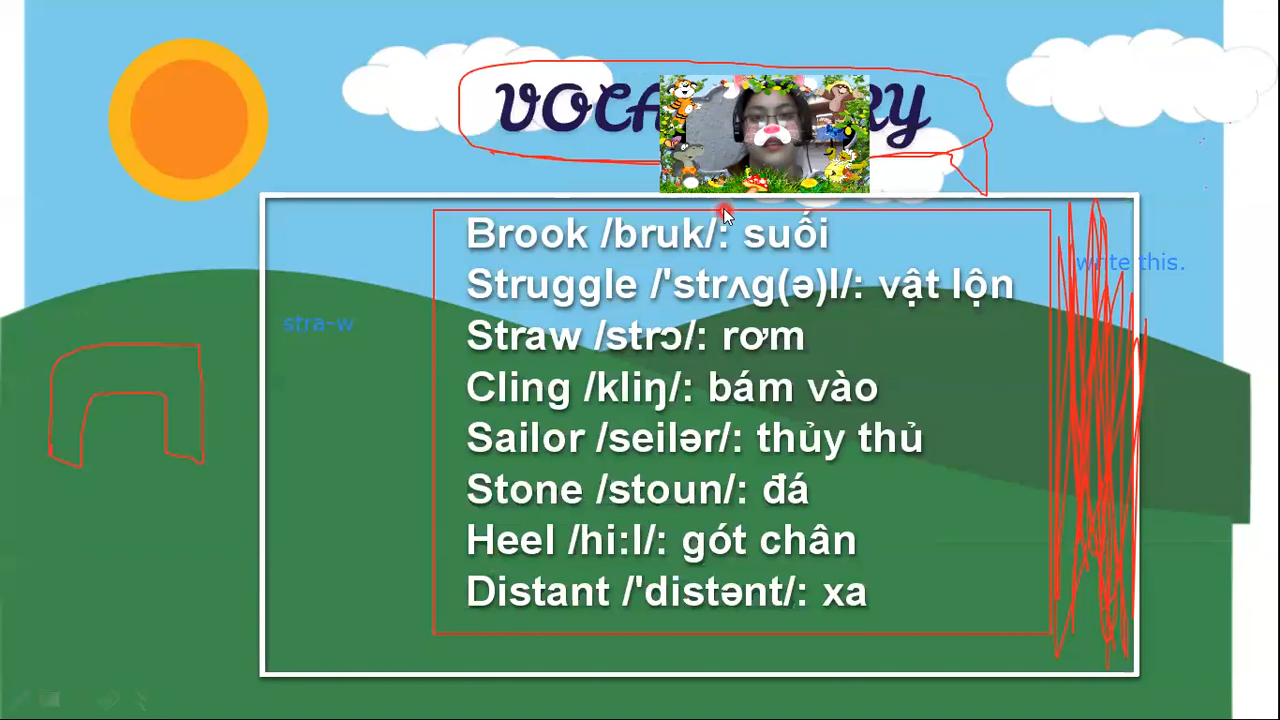 Brook /bruk/: suối
Struggle /'strʌg(ə)l/: vật lộn
write this.
stra-w
Straw /strɔ/: rơm
Cling /kliŋ/: bám vào
Sailor /seilər/: thủy thủ
Stone /stoun/: đá
Heel /hi:l/: gót chân
Distant /'distənt/: xa